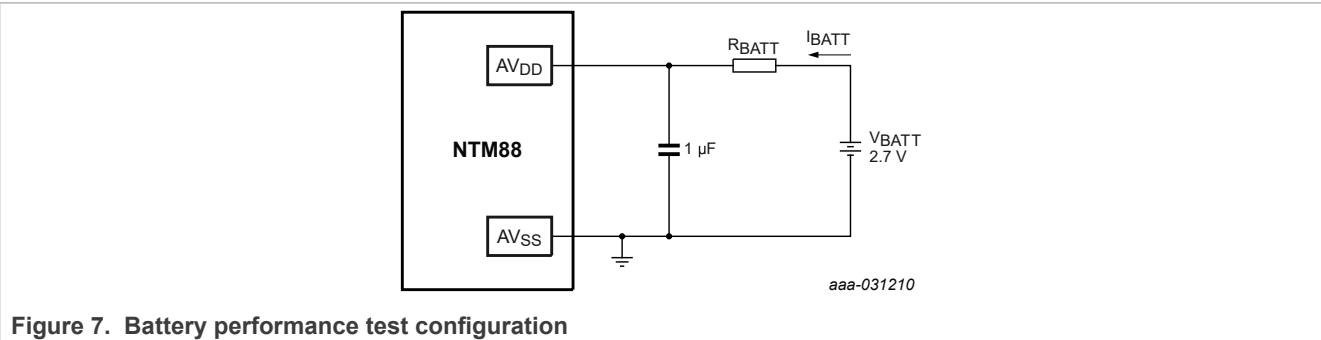 RBATT
IBATT
AVDD
NTM88
1 µF
VBATT
2.7 V
AVSS
aaa-031210
Figure 7. Battery performance test configuration